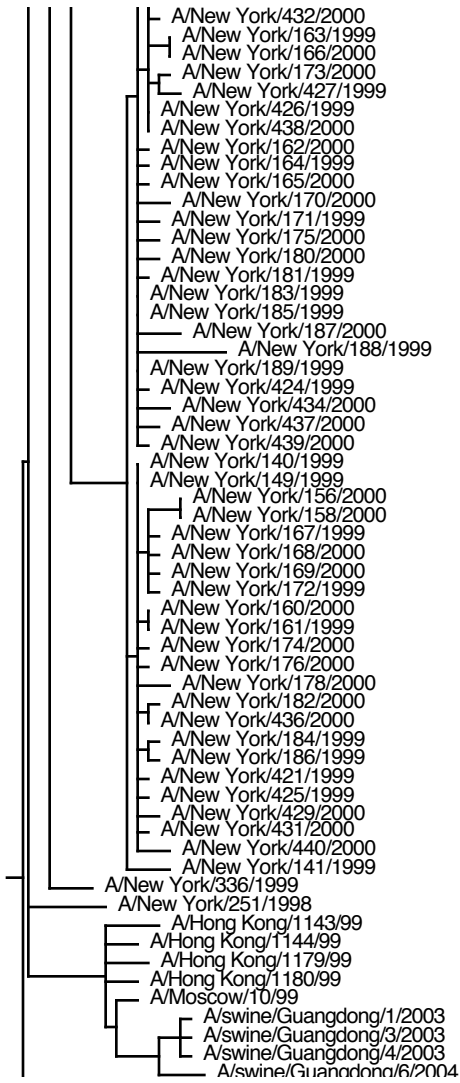 A/New York/432/2000
A/New York/163/1999
A/New York/166/2000
A/New York/173/2000
A/New York/427/1999
A/New York/426/1999
A/New York/438/2000
A/New York/162/2000
A/New York/164/1999
A/New York/165/2000
A/New York/170/2000
A/New York/171/1999
A/New York/175/2000
A/New York/180/2000
A/New York/181/1999
A/New York/183/1999
A/New York/185/1999
A/New York/187/2000
A/New York/188/1999
A/New York/189/1999
A/New York/424/1999
A/New York/434/2000
A/New York/437/2000
A/New York/439/2000
A/New York/140/1999
A/New York/149/1999
A/New York/156/2000
A/New York/158/2000
A/New York/167/1999
A/New York/168/2000
A/New York/169/2000
A/New York/172/1999
A/New York/160/2000
A/New York/161/1999
A/New York/174/2000
A/New York/176/2000
A/New York/178/2000
A/New York/182/2000
A/New York/436/2000
A/New York/184/1999
A/New York/186/1999
A/New York/421/1999
A/New York/425/1999
A/New York/429/2000
A/New York/431/2000
A/New York/440/2000
A/New York/141/1999
A/New York/336/1999
A/New York/251/1998
A/Hong Kong/1143/99
A/Hong Kong/1144/99
A/Hong Kong/1179/99
A/Hong Kong/1180/99
A/Moscow/10/99
A/swine/Guangdong/1/2003
A/swine/Guangdong/3/2003
A/swine/Guangdong/4/2003
A/swine/Guangdong/6/2004